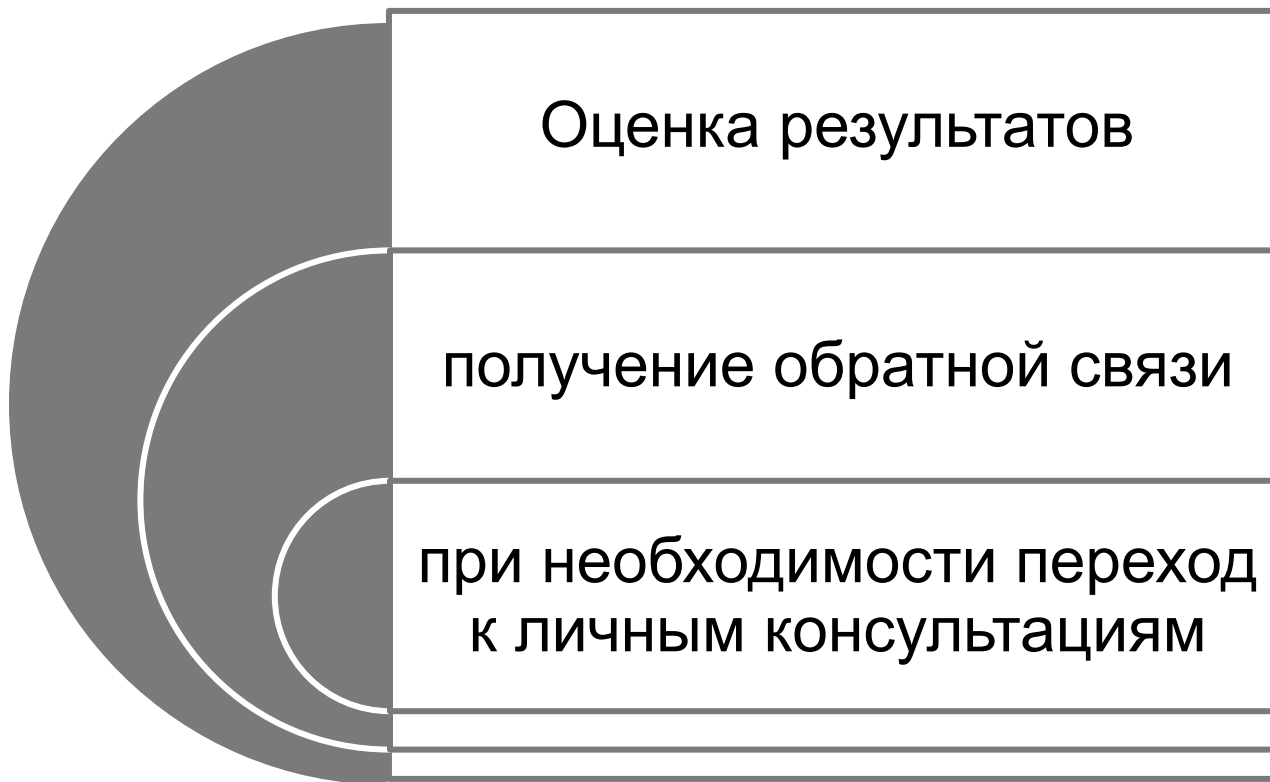 Оценка результатов
получение обратной связи
при необходимости переход
к личным консультациям